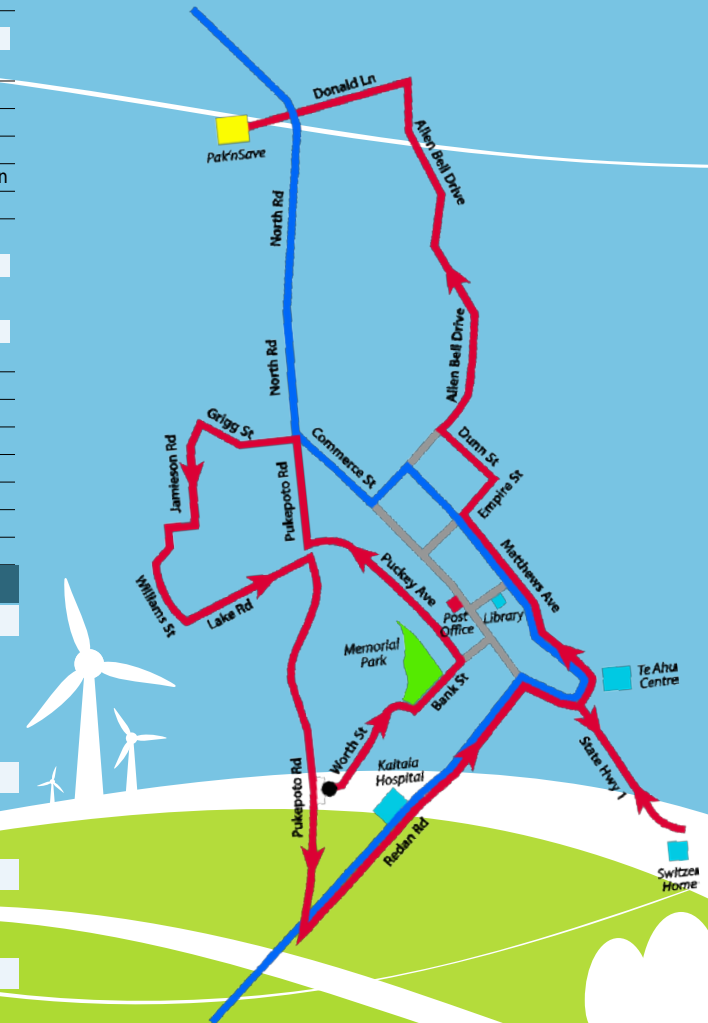 Donald Ln
Pak'nSave
Allen Bell Drive
North Rd
North Rd
Allen Bell Drive
Grigg St
Commerce St
Dunn St
Jamieson Rd
Pukepoto Rd
Empire St
Puckey Ave
Matthews Ave
Williams St
Lake Rd
Post
Office
Library
Memorial
Park
Bank St
Te Ahu
Centre
Worth St
Kaitaia
Hospital
State Hwy 1
Pukepoto Rd
Redan Rd
Switzer
Home